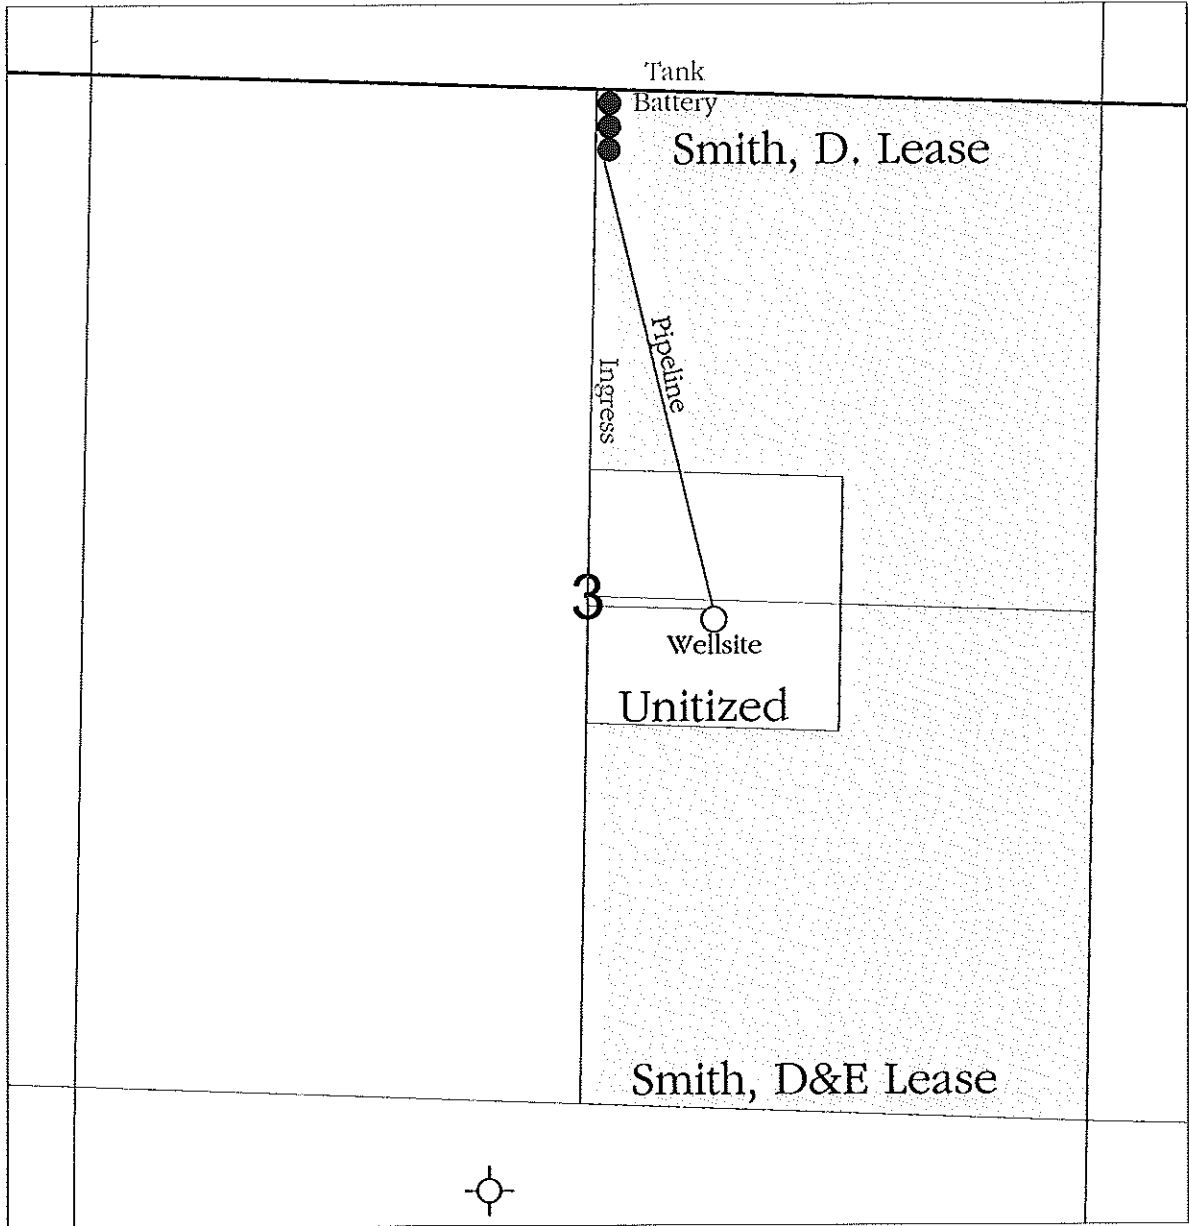 Tank
Battery
Smith, D. Lease
Pipeline
Ingress
3
Wellsite
Unitized
Smith, D&E Lease